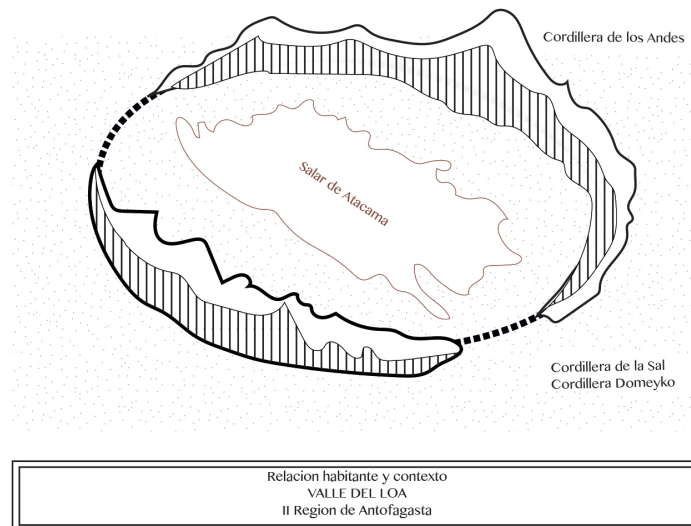 Cordillera de los Andes
Salar de Atacama
Cordillera de la Sal
Cordillera Domeyko
Relacion habitante y contexto
VALLE DEL LOA
II Region de Antofagasta